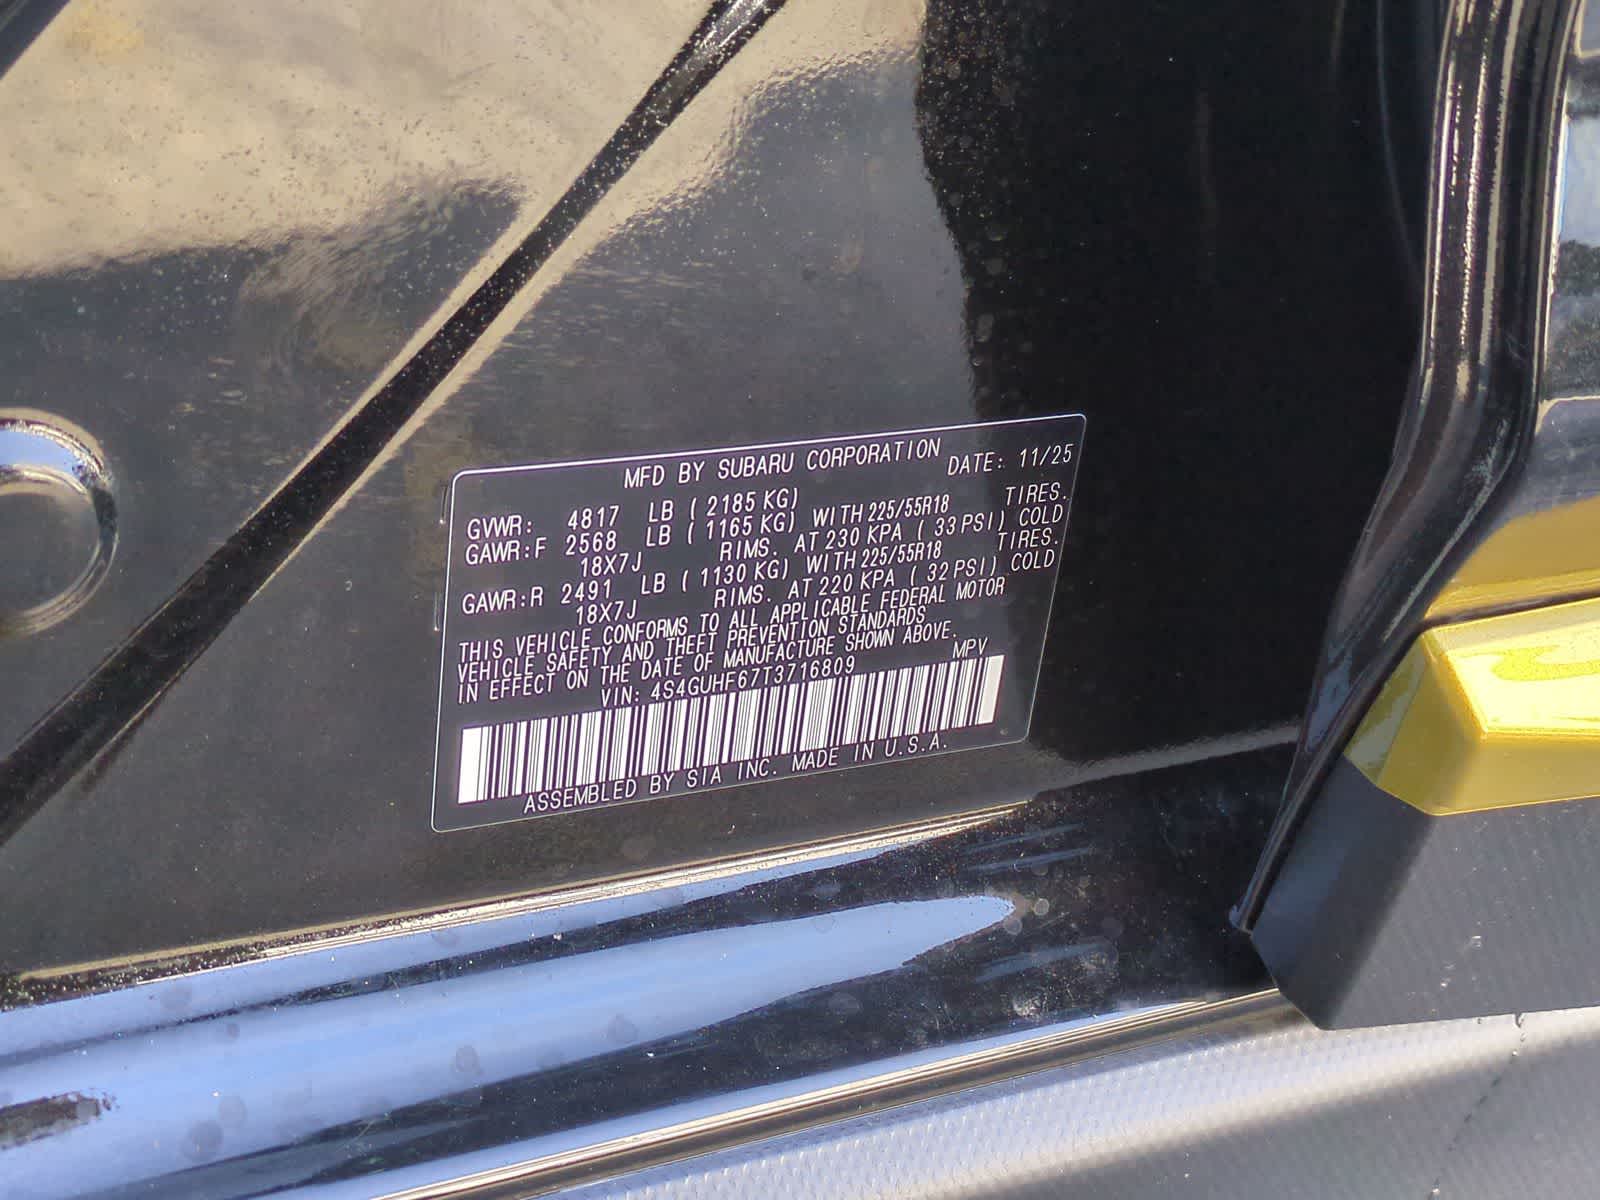 MFD BY SUBARU CORPORATION DATE: 11/25
GVWR: 4817 LB ( 2185 KG)
GAWR:F 2568 LB ( 1165 KG) WITH 225/55R18 TIRES.
18X7J RIMS. AT 230 KPA ( 33 PSI) COLD
GAWR:R 2491 LB ( 1130 KG) WITH 225/55R18 TIRES.
18X7J RIMS. AT 220 KPA ( 32 PSI) COLD
THIS VEHICLE CONFORMS TO ALL APPLICABLE FEDERAL MOTOR
VEHICLE SAFETY AND THEFT PREVENTION STANDARDS
IN EFFECT ON THE DATE OF MANUFACTURE SHOWN ABOVE.
VIN: 4S4GUHF67T3716809 MPV
ASSEMBLED BY SIA INC. MADE IN U.S.A.